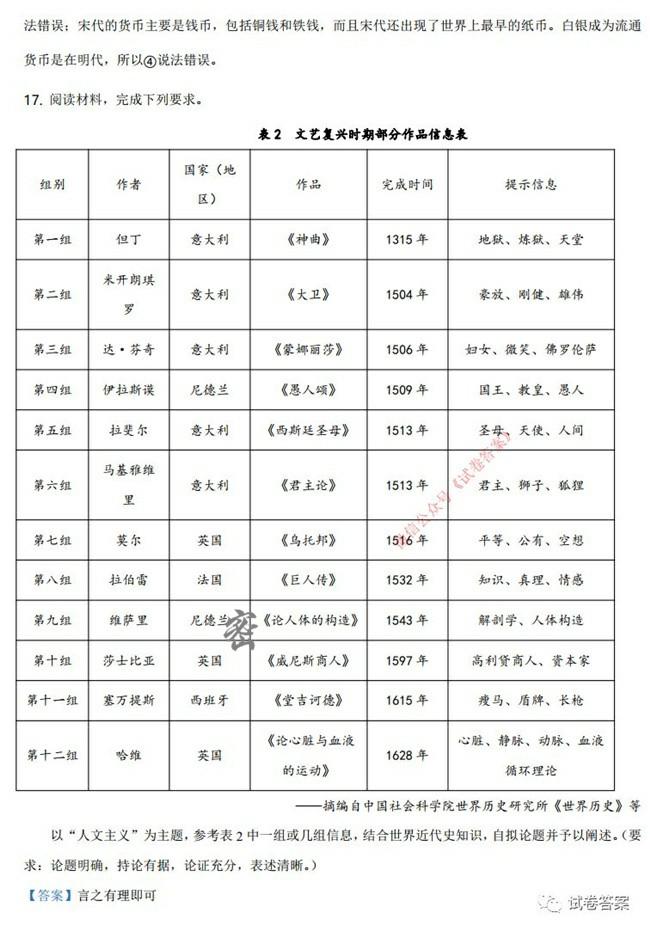 法错误；宋代的货币主要是钱币，包括铜钱和铁钱，而且宋代还出现了世界上最早的纸币。白银成为流通
货币是在明代，所以④说法错误。
17. 阅读材料，完成下列要求。
表2 文艺复兴时期部分作品信息表
组别 作者 国家（地区） 作品 完成时间 提示信息
第一组 但丁 意大利 《神曲》 1315 年 地狱、炼狱、天堂
第二组 米开朗琪罗 意大利 《大卫》 1504 年 豪放、刚健、雄伟
第三组 达·芬奇 意大利 《蒙娜丽莎》 1506 年 妇女、微笑、佛罗伦萨
第四组 伊拉斯谟 尼德兰 《愚人颂》 1509 年 国王、教皇、愚人
第五组 拉斐尔 意大利 《西斯廷圣母》 1513 年 圣母、天使、人间
第六组 马基雅维里 意大利 《君主论》 1513 年 君主、狮子、狐狸
微信公众号《试卷答案》
第七组 莫尔 英国 《乌托邦》 1516 年 平等、公有、空想
第八组 拉伯雷 法国 《巨人传》 1532 年 知识、真理、情感
第九组 维萨里 尼德兰 《论人体的构造》 1543 年 解剖学、人体构造
密
第十组 莎士比亚 英国 《威尼斯商人》 1597 年 高利贷商人、资本家
第十一组 塞万提斯 西班牙 《堂吉诃德》 1615 年 瘦马、盾牌、长枪
第十二组 哈维 英国 《论心脏与血液的运动》 1628 年 心脏、静脉、动脉、血液循环理论
——摘编自中国社会科学院世界历史研究所《世界历史》等
以“人文主义”为主题，参考表 2 中一组或几组信息，结合世界近代史知识，自拟论题并予以阐述。（要
求：论题明确，持论有据，论证充分，表述清晰。）
【答案】言之有理即可
试卷答案